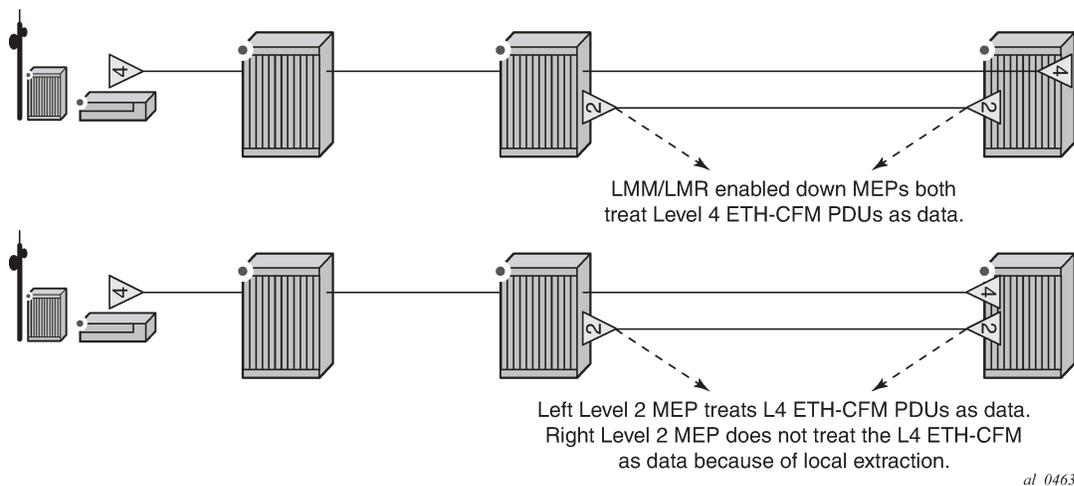 4
4
2
2
LMM/LMR enabled down MEPs both
treat Level 4 ETH-CFM PDUs as data.
4
4
2
2
Left Level 2 MEP treats L4 ETH-CFM PDUs as data.
Right Level 2 MEP does not treat the L4 ETH-CFM
as data because of local extraction.
al_0463